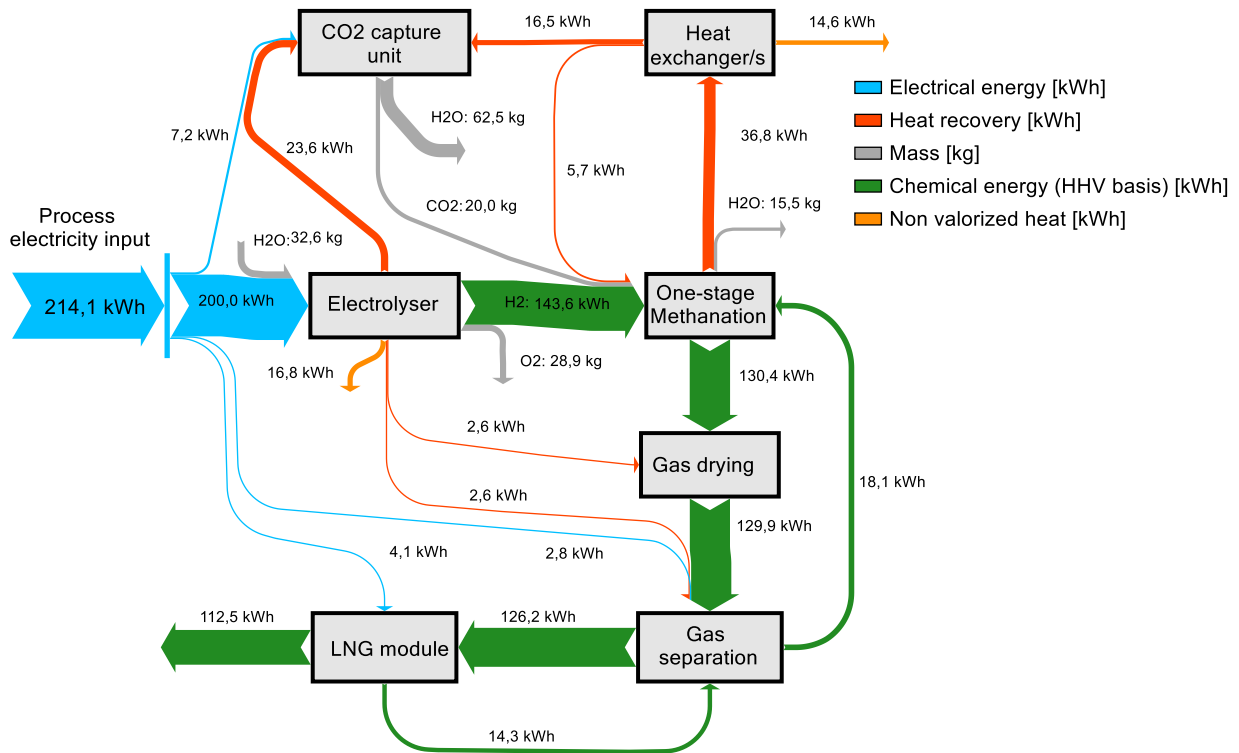 CO2 capture
unit
16,5 kWh
Heat
exchanger/s
14,6 kWh
Electrical energy [kWh]
Heat recovery [kWh]
Mass [kg]
Chemical energy (HHV basis) [kWh]
Non valorized heat [kWh]
7,2 kWh
23,6 kWh
H2O: 62,5 kg
36,8 kWh
5,7 kWh
CO2: 20,0 kg
H2O: 15,5 kg
Process
electricity input
H2O: 32,6 kg
214,1 kWh
200,0 kWh
Electrolyser
H2: 143,6 kWh
One-stage
Methanation
16,8 kWh
O2: 28,9 kg
130,4 kWh
2,6 kWh
Gas drying
18,1 kWh
2,6 kWh
129,9 kWh
4,1 kWh
2,8 kWh
112,5 kWh
LNG module
126,2 kWh
Gas
separation
14,3 kWh